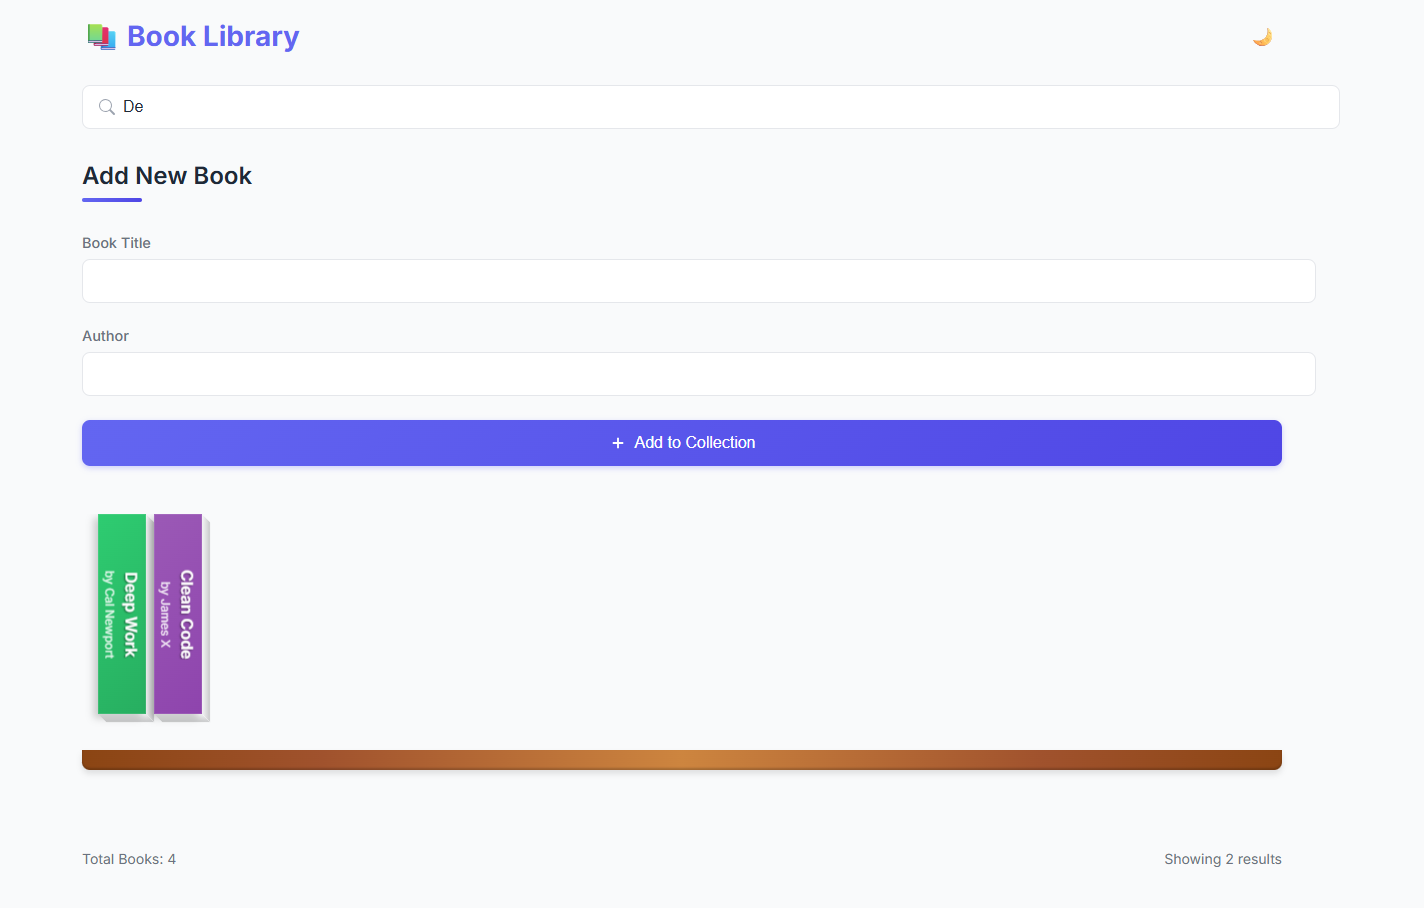 Book Library
De
Add New Book
Book Title
Author
+ Add to Collection
Deep Work
by Cal Newport
Clean Code
by James X
Total Books: 4
Showing 2 results